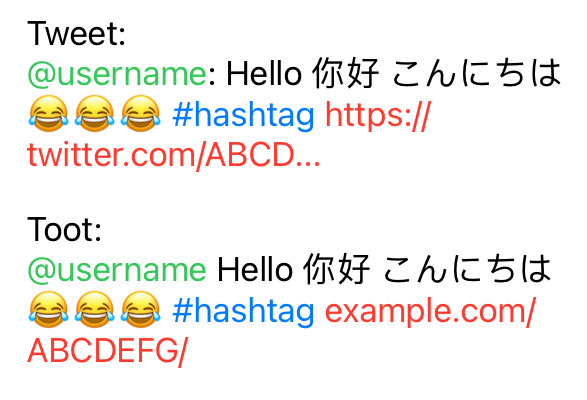 Tweet:
@username: Hello 你好 こんにちは
😂😂😂 #hashtag https://
twitter.com/ABCD...
Toot:
@username Hello 你好 こんにちは
😂😂😂 #hashtag example.com/
ABCDEFG/